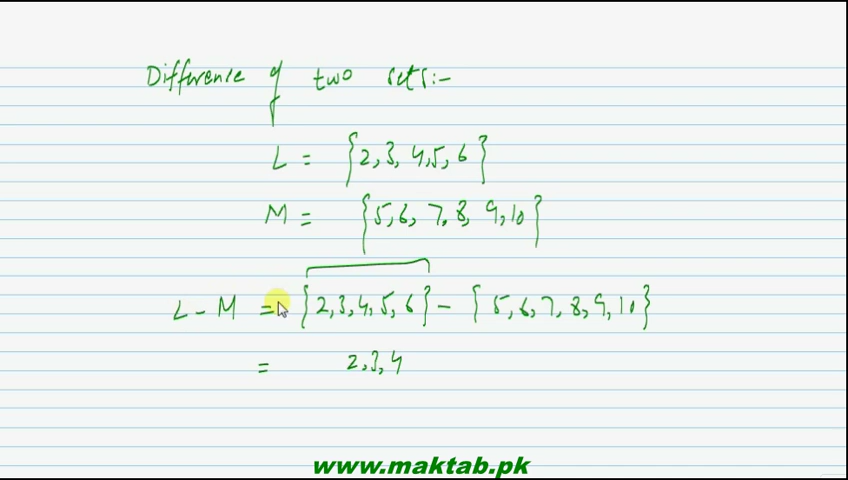 Difference of two sets:-
L = {2,3,4,5,6}
M = {5,6,7,8,9,10}
L - M = {2,3,4,5,6} - {5,6,7,8,9,10}
= 2,3,4
www.maktab.pk